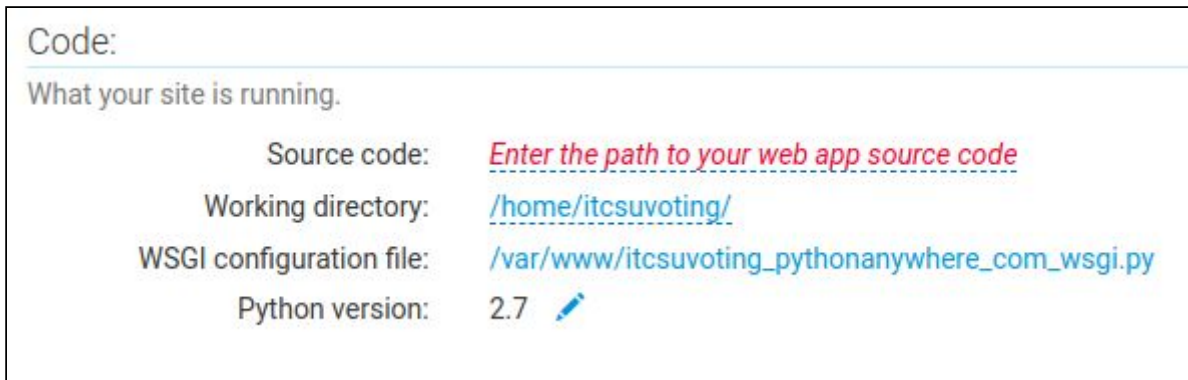 Code:
What your site is running.
Source code: Enter the path to your web app source code
Working directory: /home/itcsuvoting/
WSGI configuration file: /var/www/itcsuvoting_pythonanywhere_com_wsgi.py
Python version: 2.7